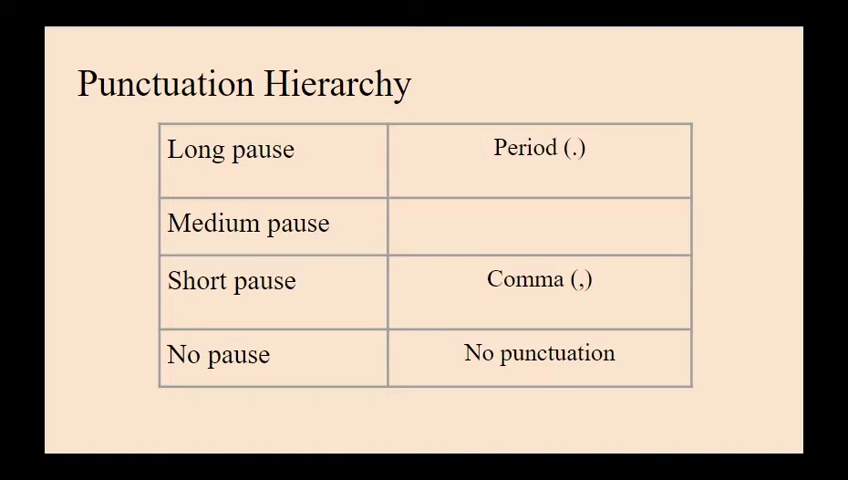 Punctuation Hierarchy
Long pause Period (.)
Medium pause
Short pause Comma (,)
No pause No punctuation